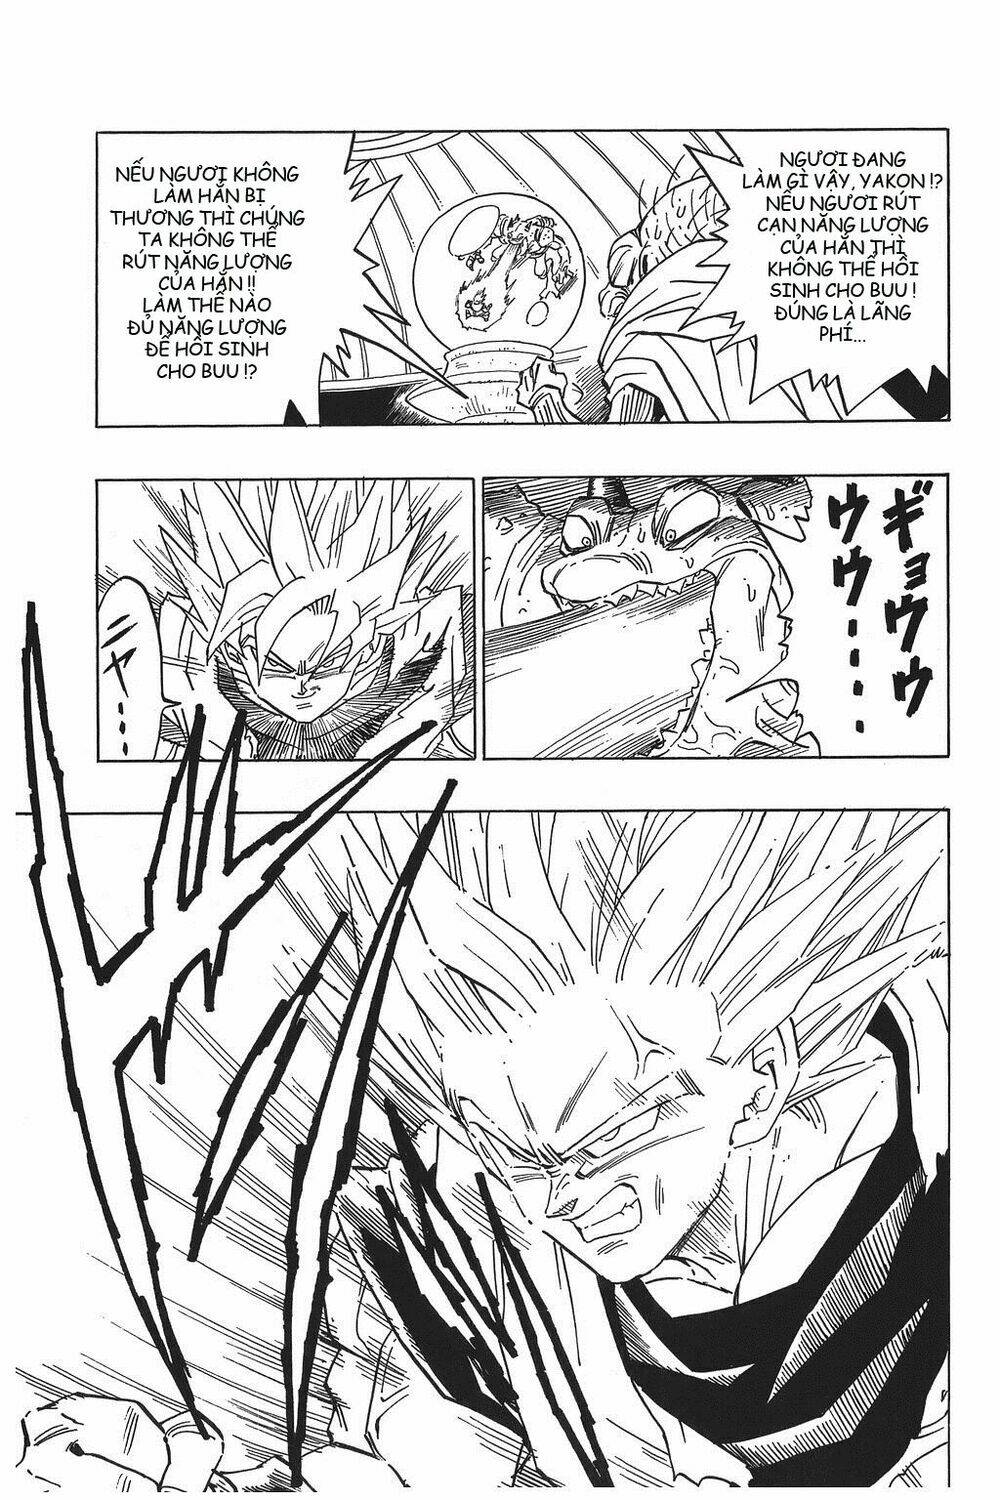 NGƯƠI ĐANG
LÀM GÌ VẬY, YAKON !?
NẾU NGƯƠI RÚT
CẠN NĂNG LƯỢNG
CỦA HẮN THÌ
KHÔNG THỂ HỒI
SINH CHO BUU !
ĐÚNG LÀ LÃNG
PHÍ...
NẾU NGƯƠI KHÔNG
LÀM HẮN BỊ
THƯƠNG THÌ CHÚNG
TA KHÔNG THỂ
RÚT NĂNG LƯỢNG
CỦA HẮN !!
LÀM THẾ NÀO
ĐỦ NĂNG LƯỢNG
ĐỂ HỒI SINH
CHO BUU !?
ギョウウウ
ウウ・・・・
ニヤ・・・